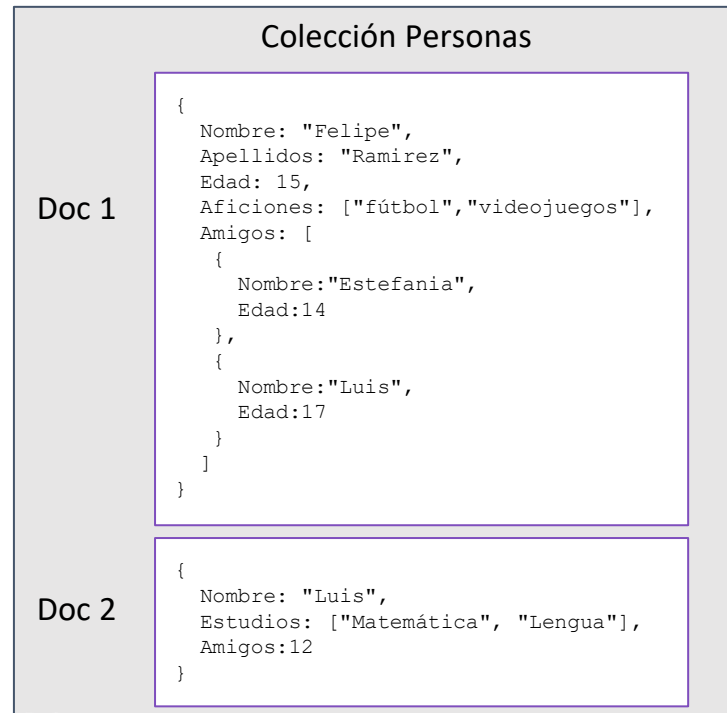 Colección Personas
Doc 1
{
Nombre: "Felipe",
Apellidos: "Ramirez",
Edad: 15,
Aficiones: ["fútbol","videojuegos"],
Amigos: [
{
Nombre:"Estefania",
Edad:14
},
{
Nombre:"Luis",
Edad:17
}
]
}
Doc 2
{
Nombre: "Luis",
Estudios: ["Matemática", "Lengua"],
Amigos:12
}